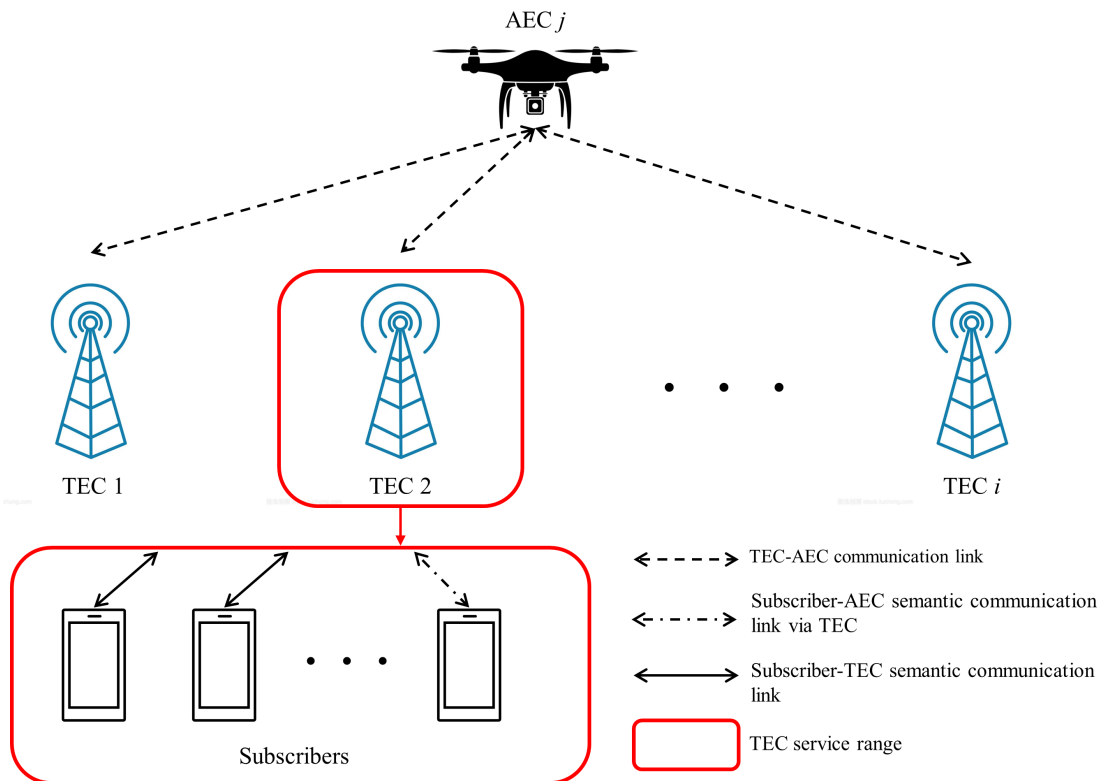 AEC j
TEC 1
TEC 2
TEC i
TEC-AEC communication link
Subscriber-AEC semantic communication
link via TEC
Subscriber-TEC semantic communication
link
TEC service range
Subscribers